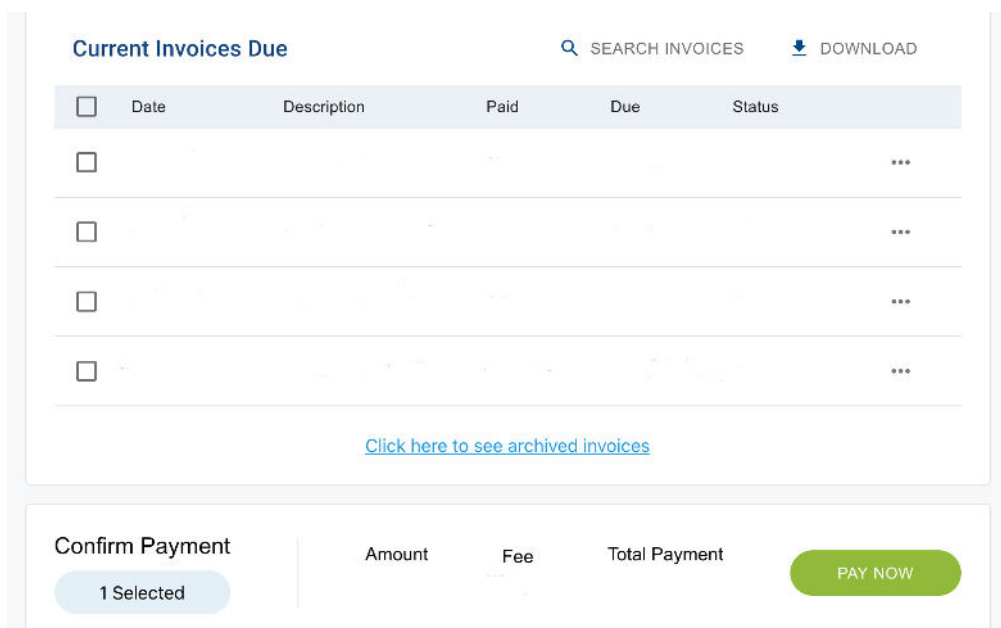 Current Invoices Due SEARCH INVOICES DOWNLOAD
Date Description Paid Due Status
Click here to see archived invoices
Confirm Payment Amount Fee Total Payment PAY NOW
1 Selected